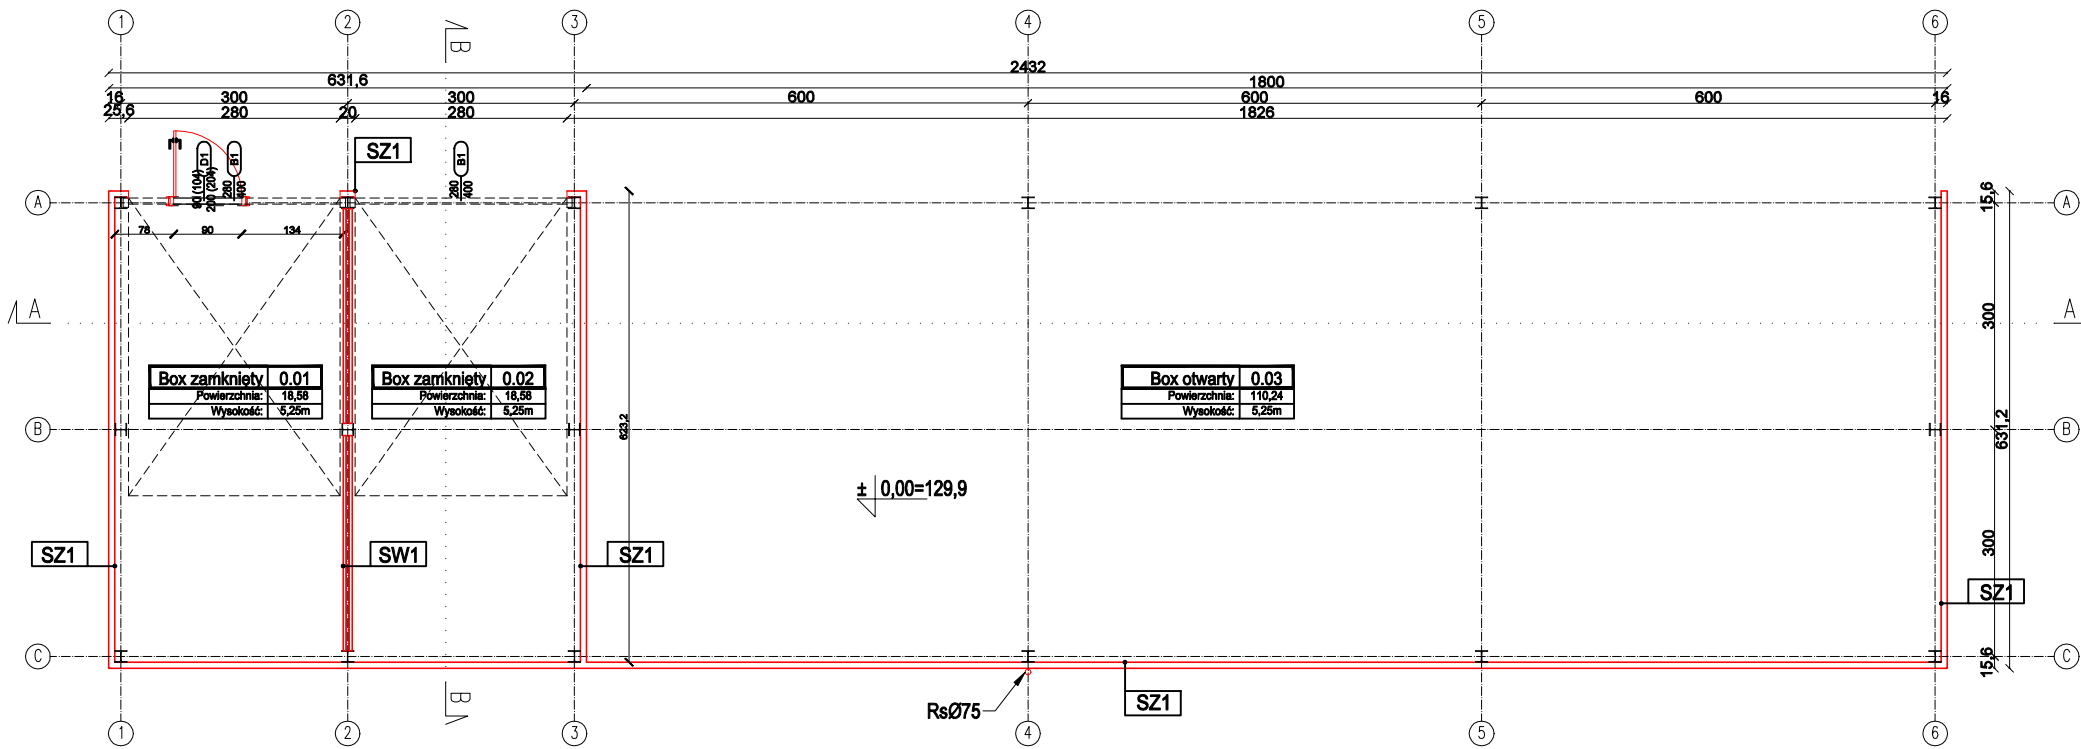 1 2 3 4 5 6
B
2432
631,6 1800
16 300 300 600 600 600 16
25,6 280 20 280 1826
SZ1
D1 B1 B1
90 (104)
200 (204)
280
400
280
400
A A
15,6
78 90 134
A A
300
Box zamknięty 0.01
Powierzchnia: 18,58
Wysokość: 5,25m
Box zamknięty 0.02
Powierzchnia: 18,58
Wysokość: 5,25m
Box otwarty 0.03
Powierzchnia: 110,24
Wysokość: 5,25m
623,2
B B
631,2
± 0,00=129,9
SZ1 SW1 SZ1
300
SZ1
C C
15,6
B
RsØ75
SZ1
1 2 3 4 5 6